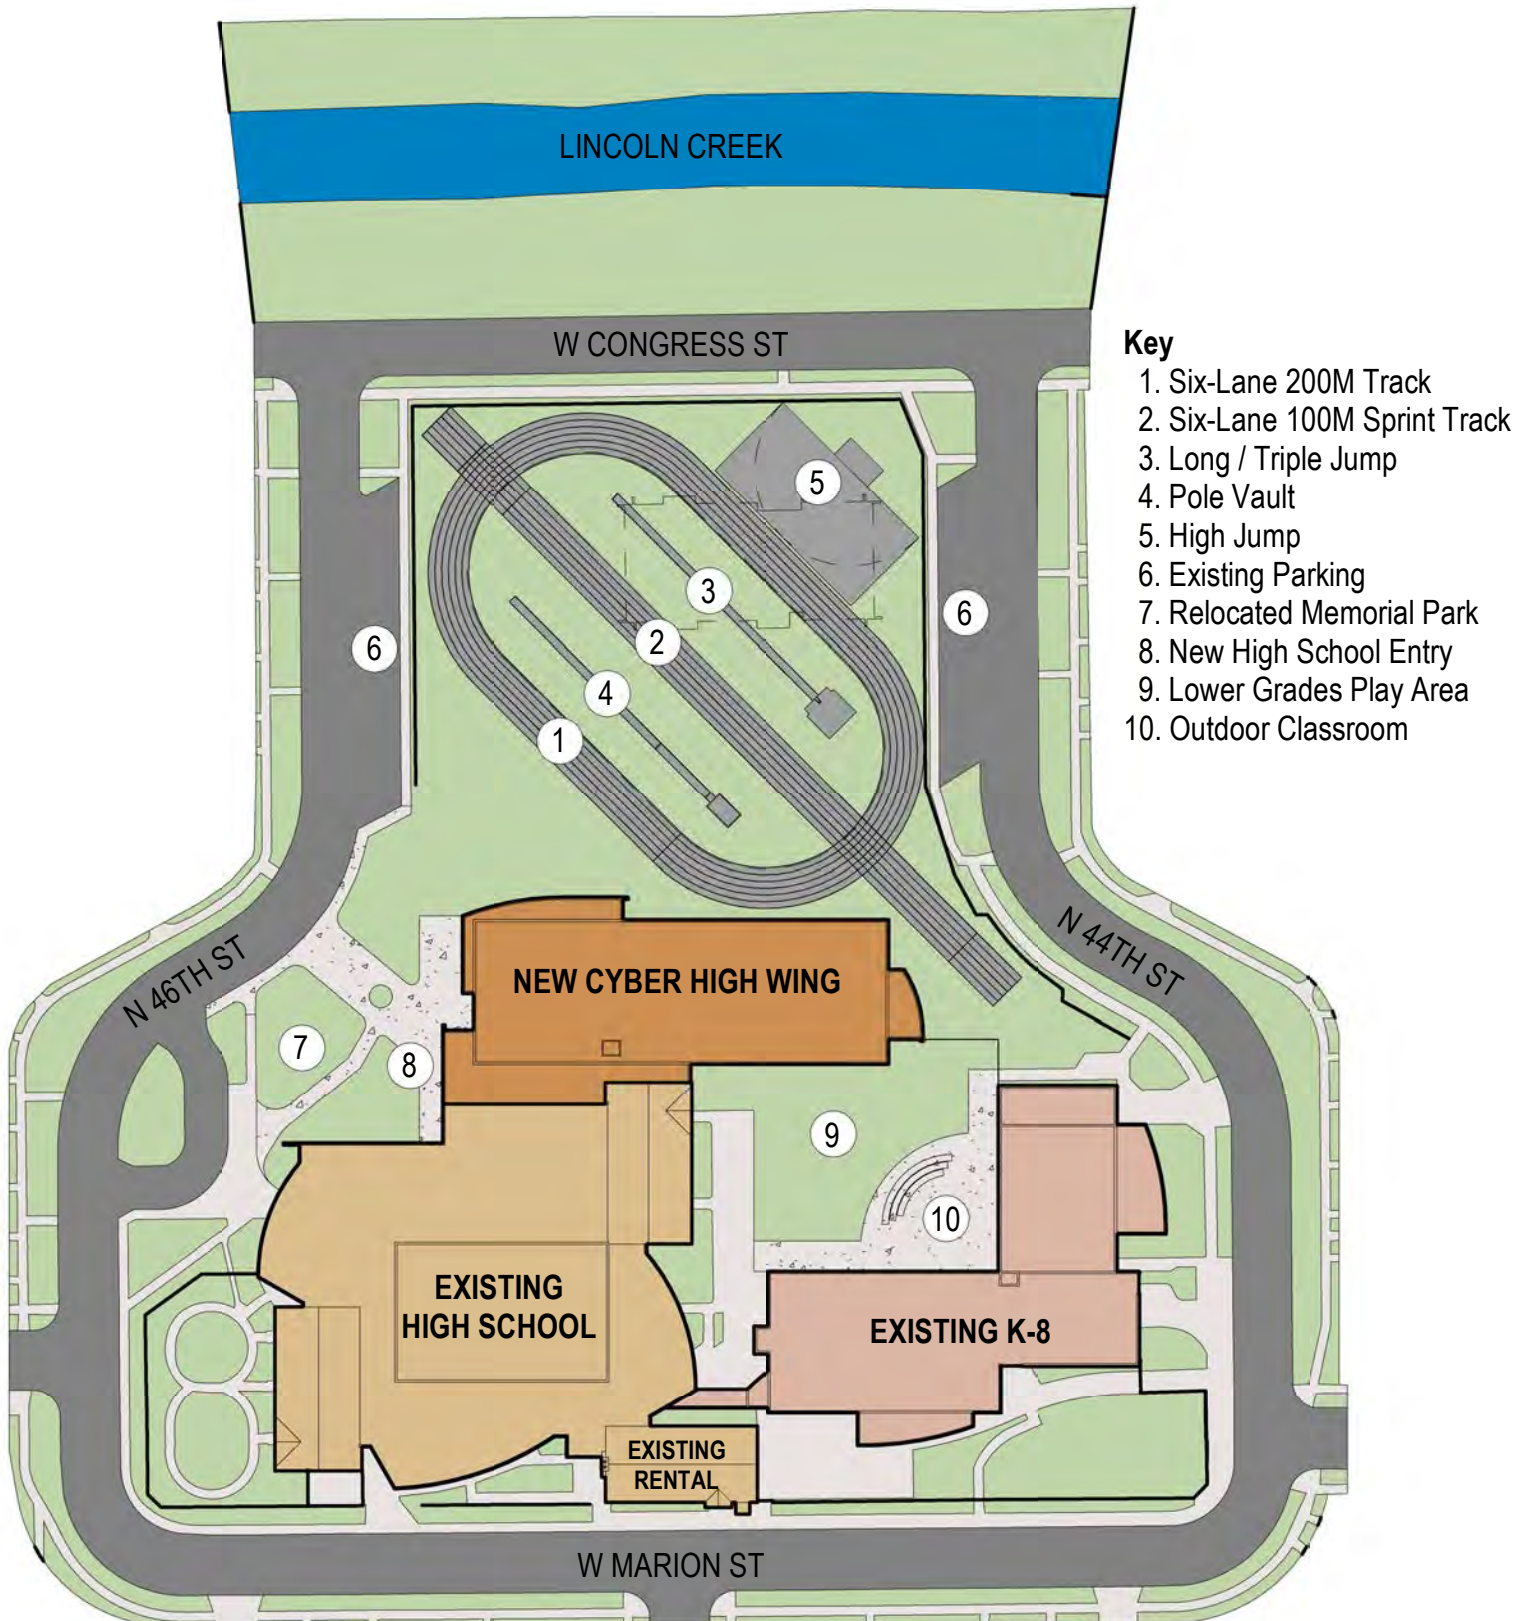 LINCOLN CREEK
W CONGRESS ST
Key
1. Six-Lane 200M Track
2. Six-Lane 100M Sprint Track
3. Long / Triple Jump
4. Pole Vault
5. High Jump
6. Existing Parking
7. Relocated Memorial Park
8. New High School Entry
9. Lower Grades Play Area
10. Outdoor Classroom
5
3
6
2
6
4
1
N 46TH ST
N 44TH ST
NEW CYBER HIGH WING
7
8
9
10
EXISTING
HIGH SCHOOL
EXISTING K-8
EXISTING
RENTAL
W MARION ST